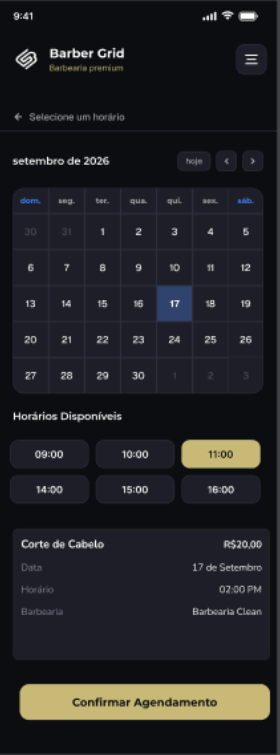 9:41
Barber Grid
Barbearia premium
← Selecione um horário
setembro de 2026 hoje < >
dom. seg. ter. qua. qui. sex. sáb.
30 31 1 2 3 4 5
6 7 8 9 10 11 12
13 14 15 16 17 18 19
20 21 22 23 24 25 26
27 28 29 30 1 2 3
Horários Disponíveis
09:00 10:00 11:00
14:00 15:00 16:00
Corte de Cabelo R$20,00
Data 17 de Setembro
Horário 02:00 PM
Barbearia Barbearia Clean
Confirmar Agendamento